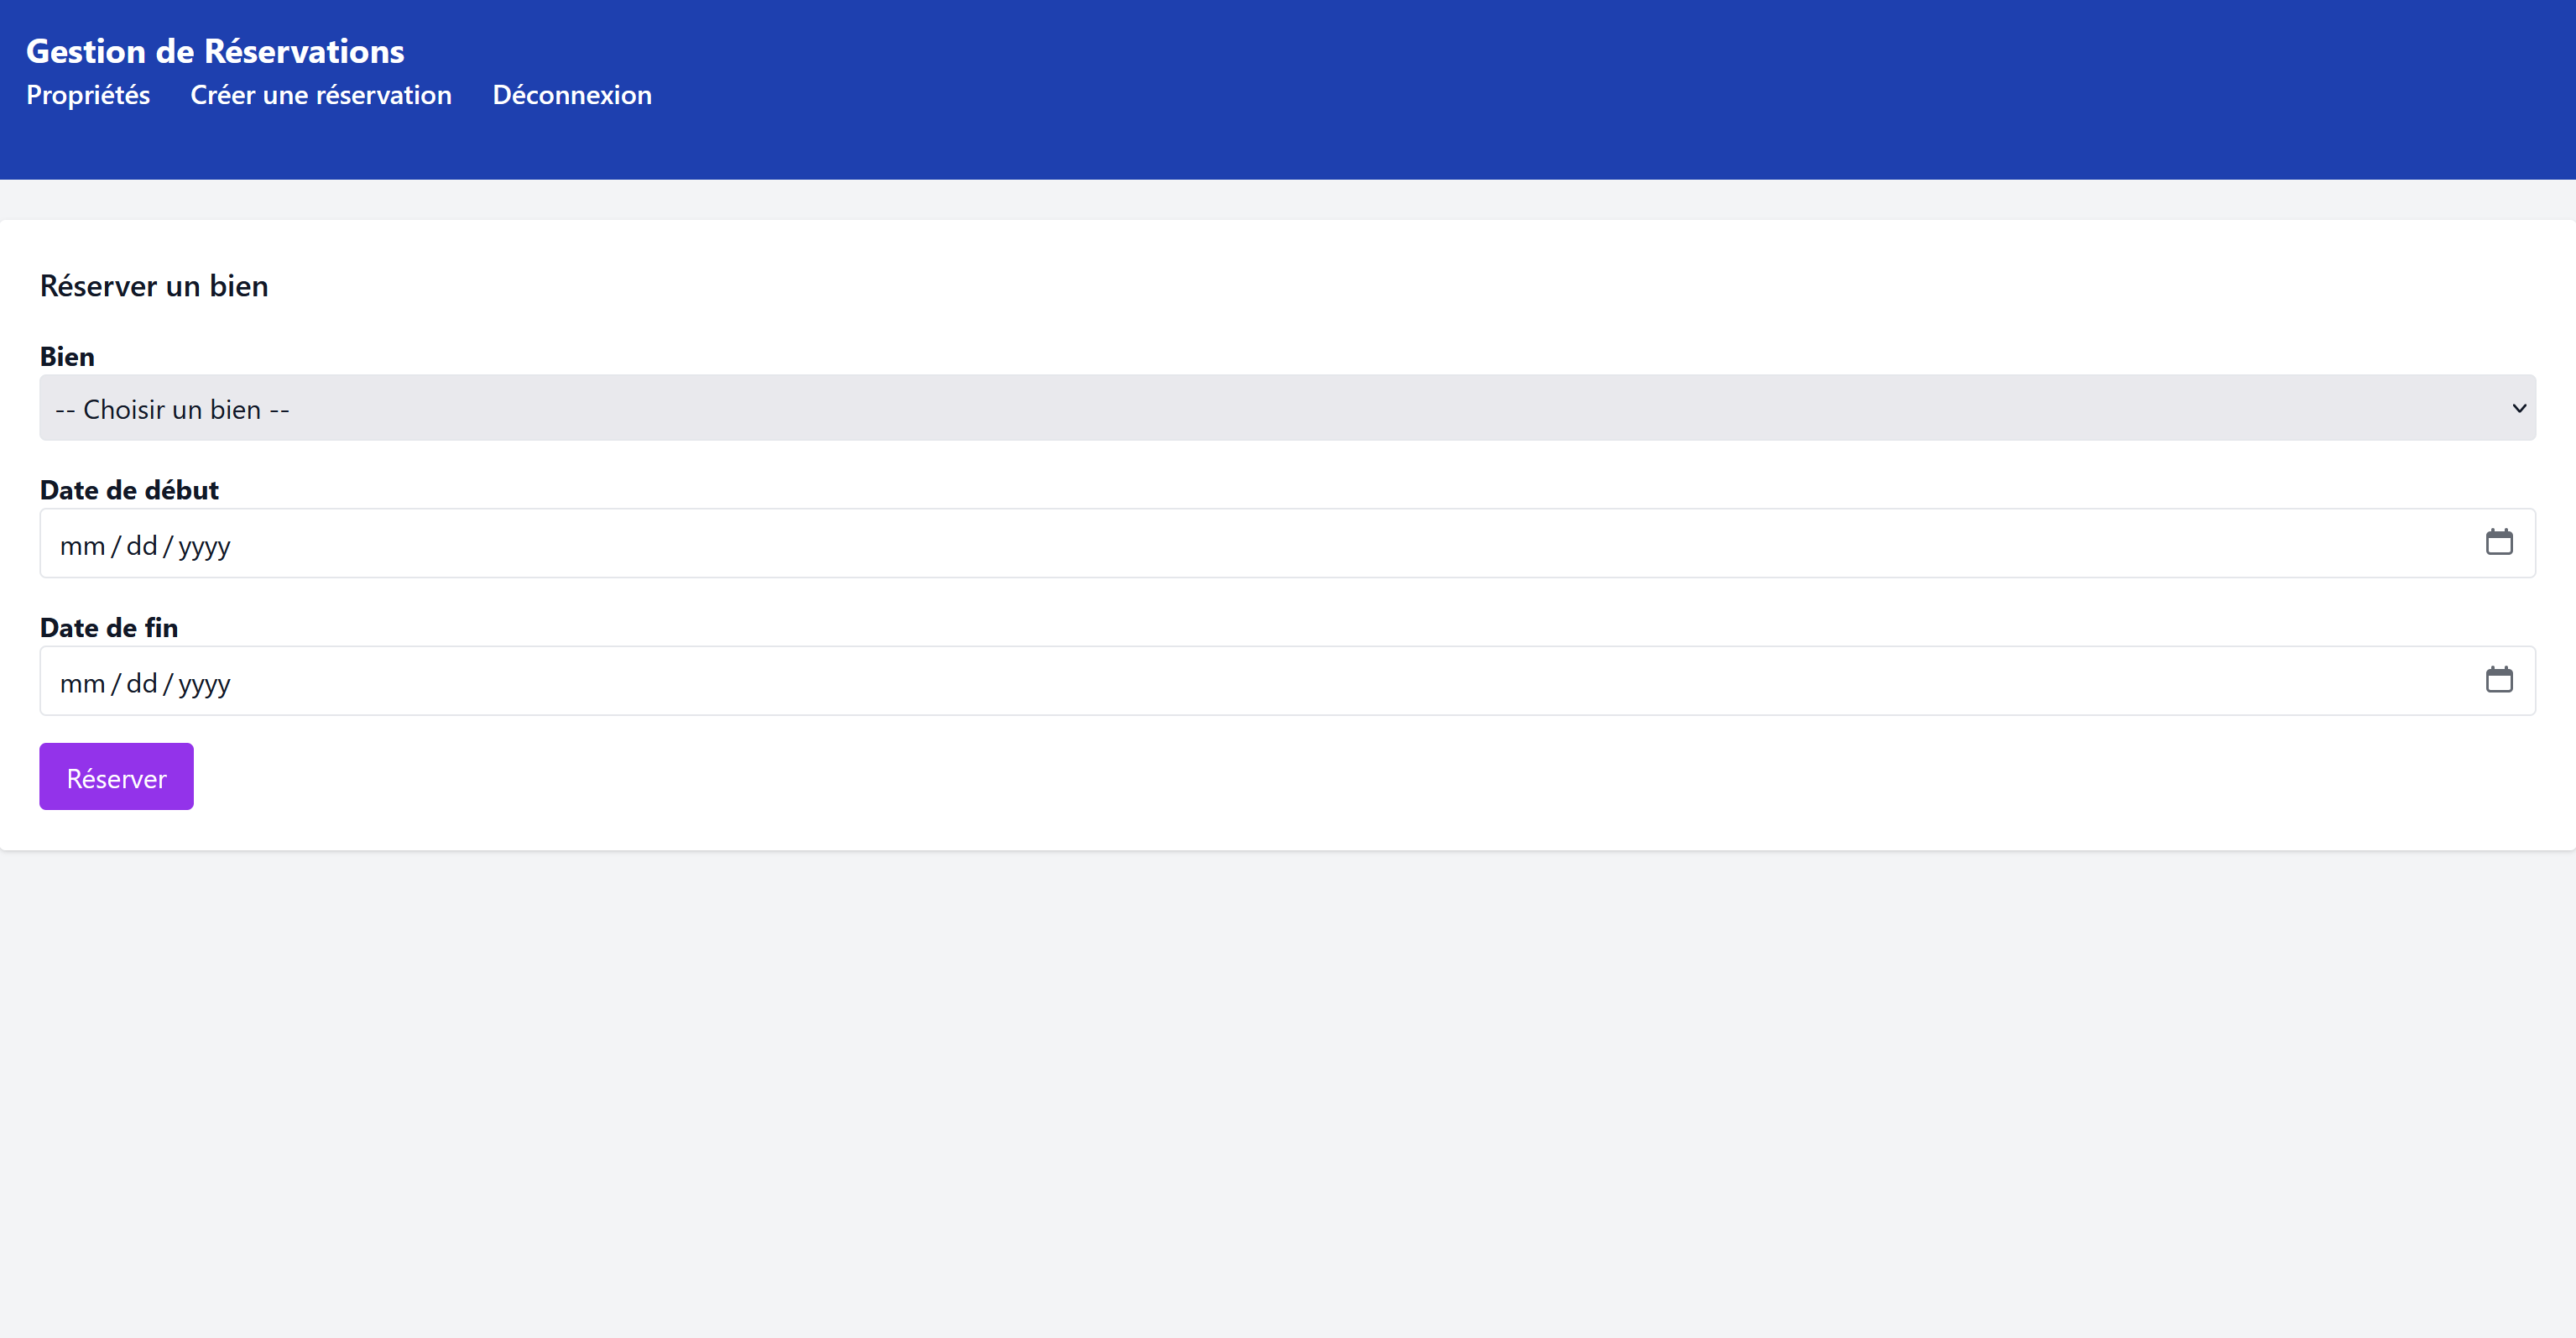 Gestion de Réservations
Propriétés Créer une réservation Déconnexion
Réserver un bien
Bien
-- Choisir un bien --
Date de début
mm / dd / yyyy
Date de fin
mm / dd / yyyy
Réserver